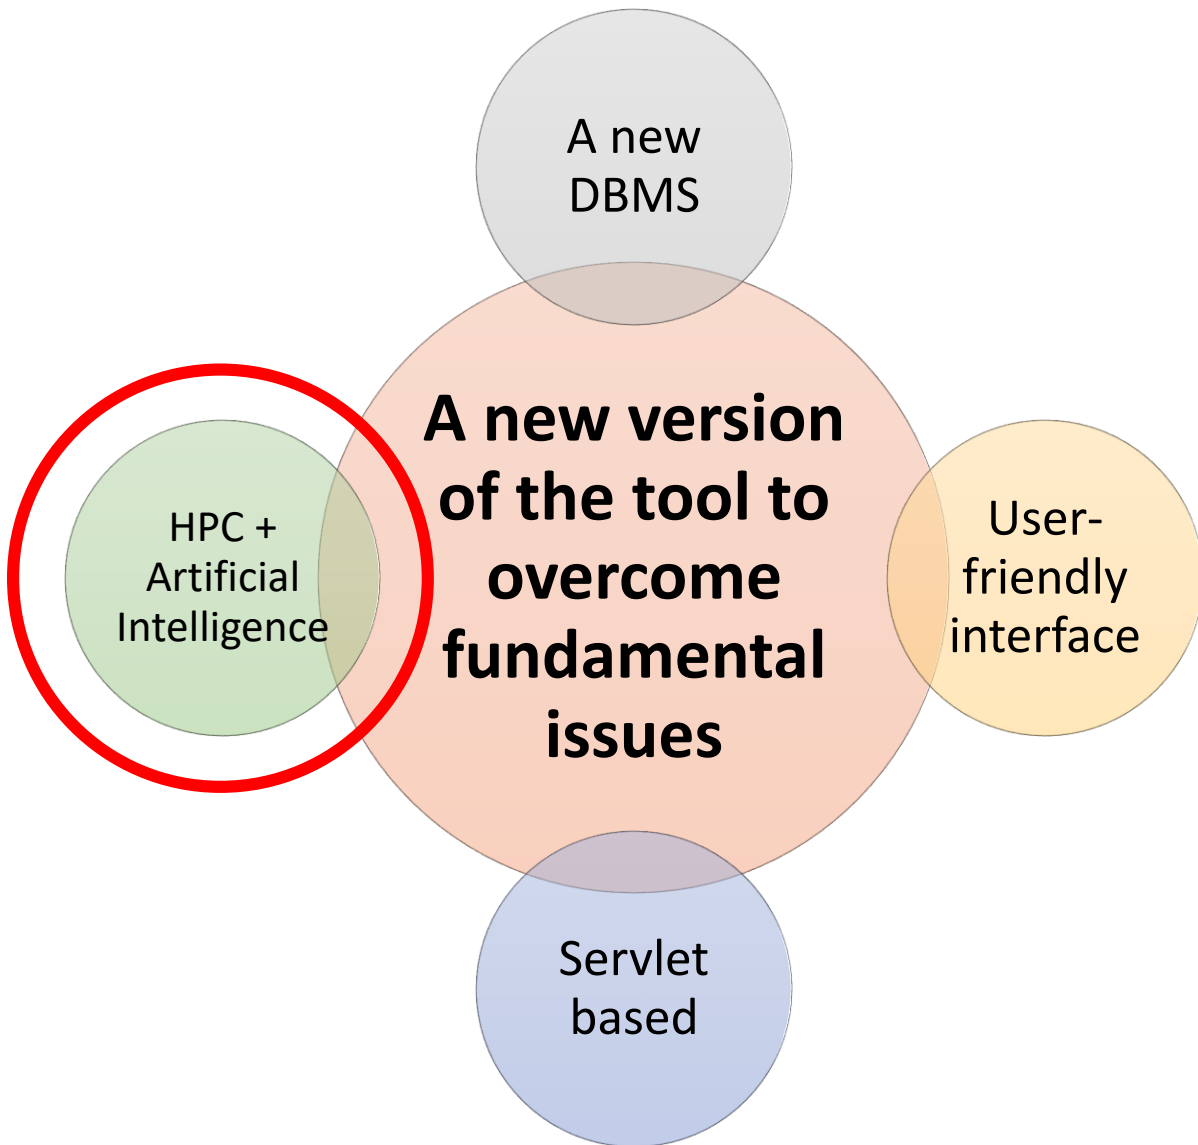 A new
DBMS
A new version
of the tool to
overcome
fundamental
issues
HPC +
Artificial
Intelligence
User-
friendly
interface
Servlet
based